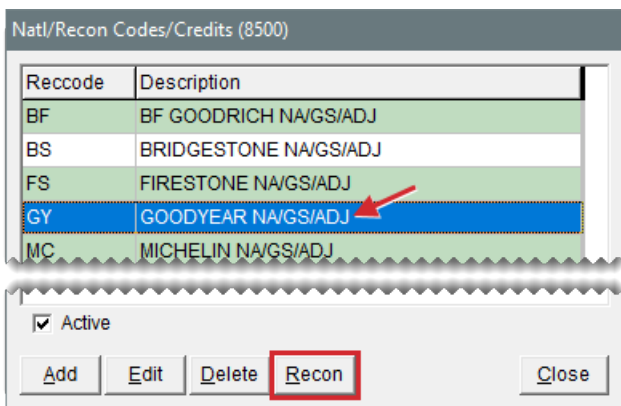 Natl/Recon Codes/Credits (8500)
Reccode Description
BF BF GOODRICH NA/GS/ADJ
BS BRIDGESTONE NA/GS/ADJ
FS FIRESTONE NA/GS/ADJ
GY GOODYEAR NA/GS/ADJ
MC MICHELIN NA/GS/ADJ
Active
Add Edit Delete Recon Close